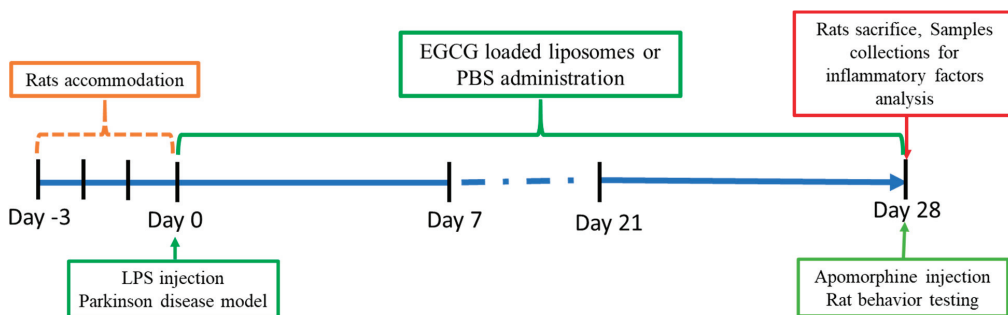 Rats accommodation
EGCG loaded liposomes or
PBS administration
Rats sacrifice, Samples
collections for
inflammatory factors
analysis
Day -3
Day 0
Day 7
Day 21
Day 28
LPS injection
Parkinson disease model
Apomorphine injection
Rat behavior testing